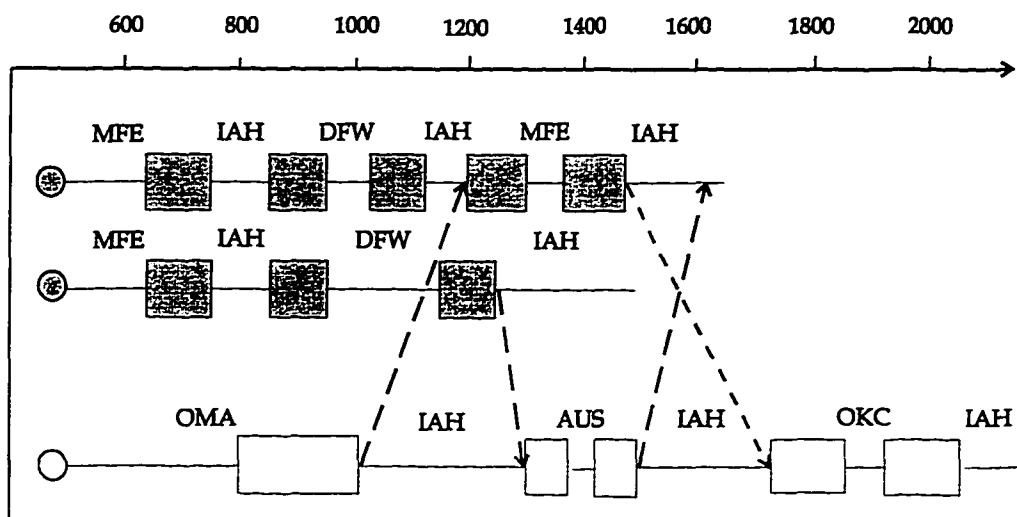 600 800 1000 1200 1400 1600 1800 2000
MFE IAH DFW IAH MFE IAH
MFE IAH DFW IAH
OMA IAH AUS IAH OKC IAH